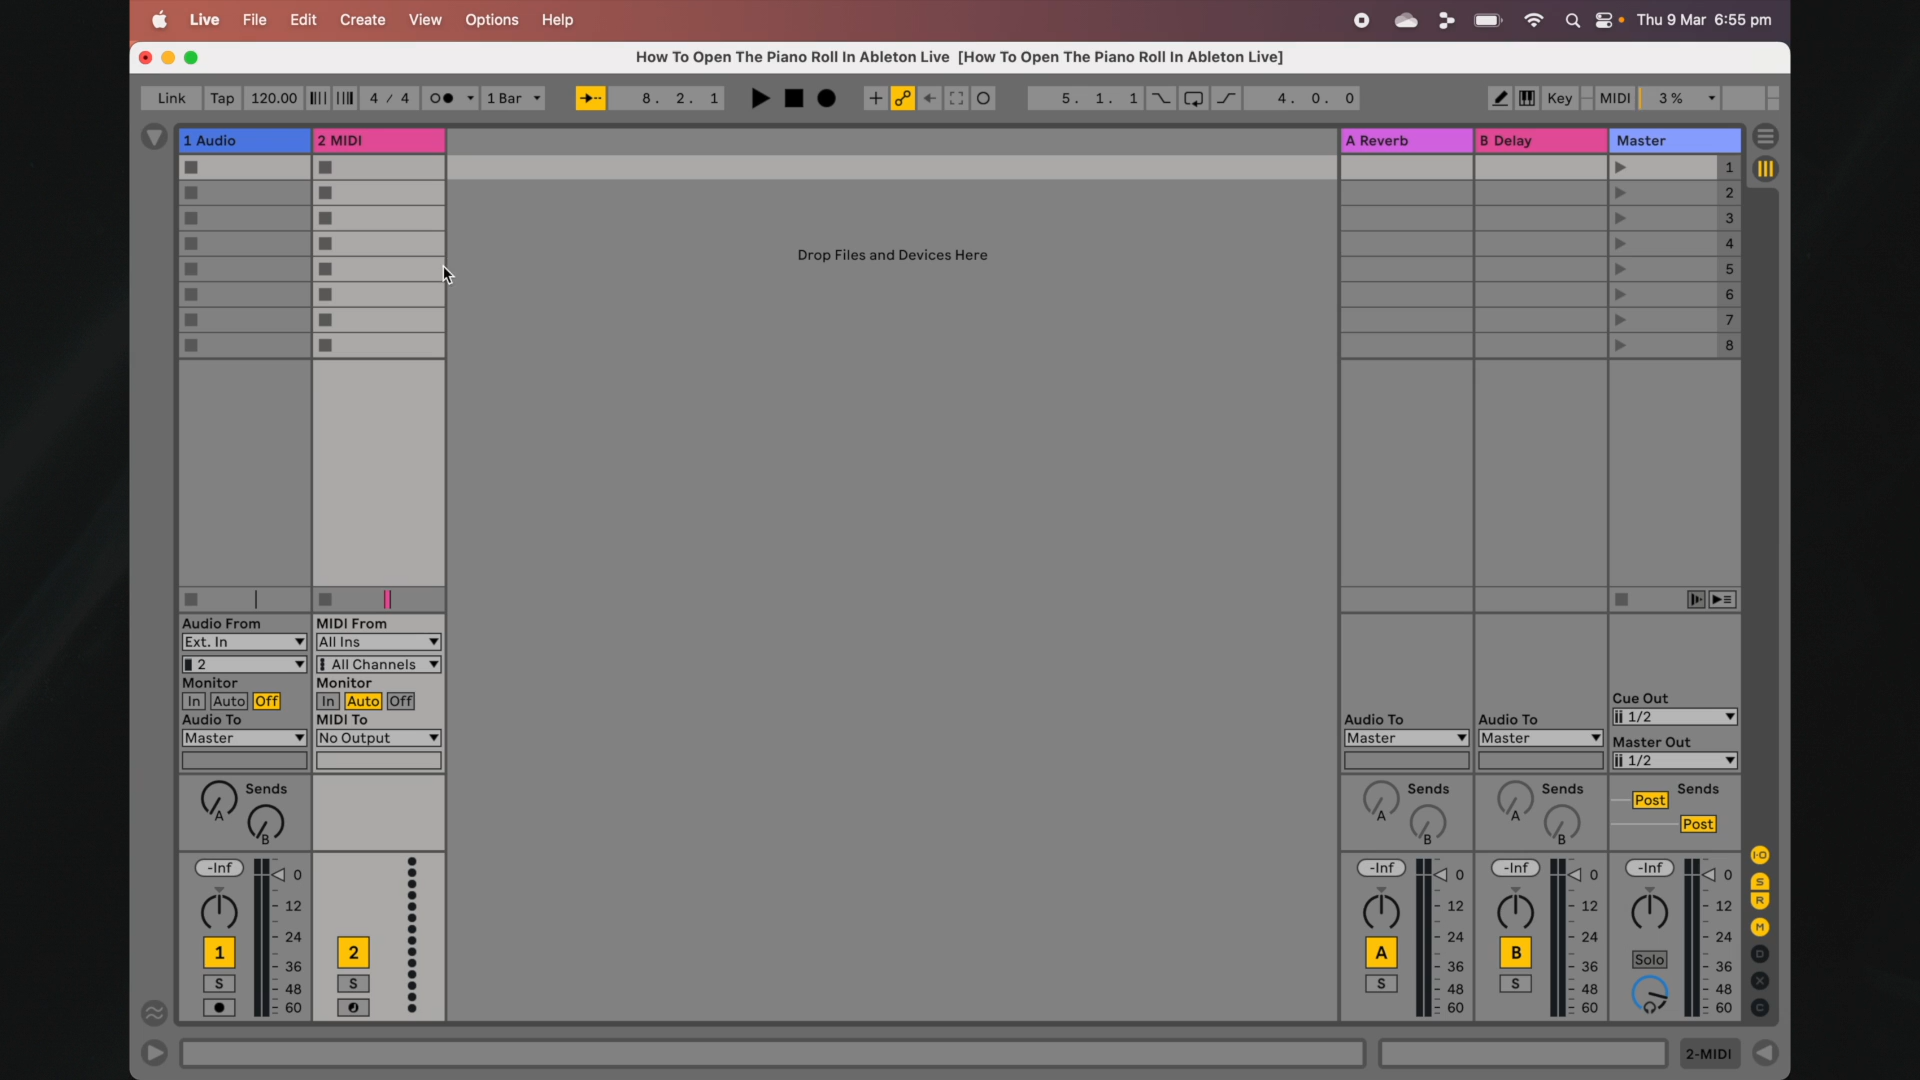 Live File Edit Create View Options Help
Thu 9 Mar 6:55 pm
How To Open The Piano Roll In Ableton Live [How To Open The Piano Roll In Ableton Live]
Link Tap 120.00 4 / 4 1 Bar 8. 2. 1 5. 1. 1 4. 0. 0 Key MIDI 3 %
1 Audio 2 MIDI A Reverb B Delay Master
1
2
3
Drop Files and Devices Here 4
5
6
7
8
Audio From MIDI From
Ext. In All Ins
2 All Channels
Monitor Monitor
In Auto Off In Auto Off Cue Out
1/2
Audio To MIDI To Audio To Audio To
Master No Output Master Master Master Out
1/2
Sends Sends Sends Sends
A A A Post
B B B Post
-Inf 0 -Inf 0 -Inf 0 -Inf 0
12 12 12 12
24 24 24 24
1 2 A B Solo
36 36 36 36
S S S S
48 48 48 48
60 60 60 60
I-O
S
R
M
D
X
C
2-MIDI